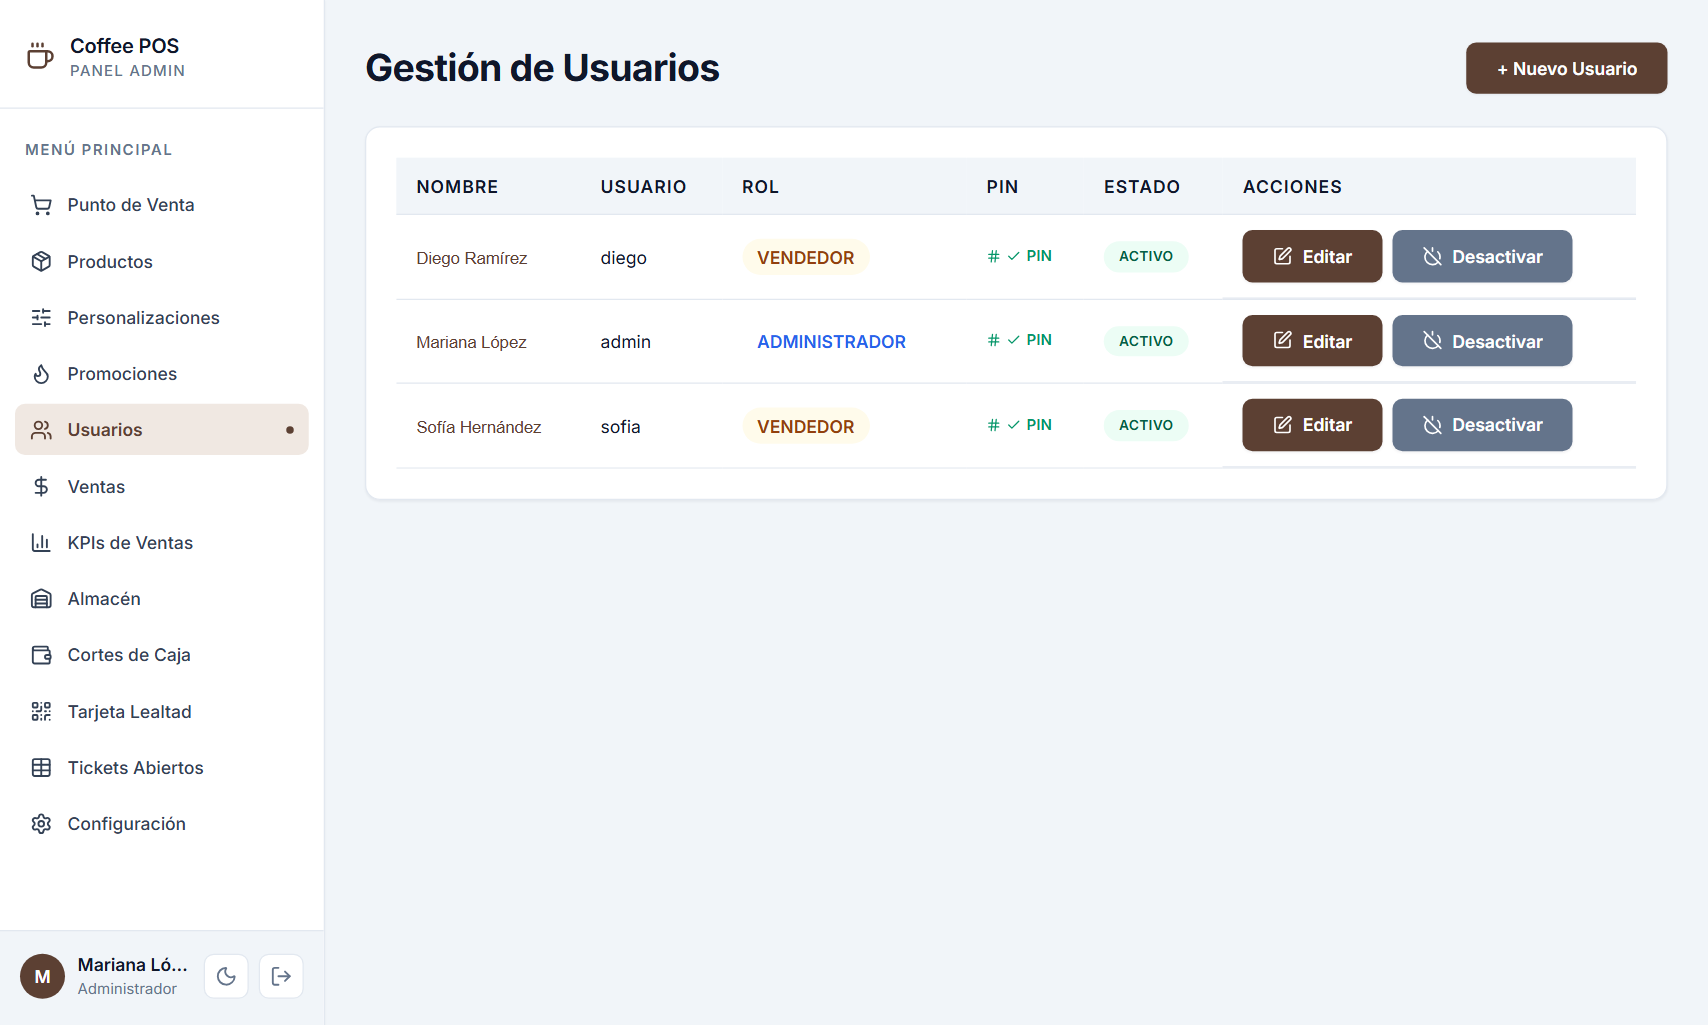 Coffee POS
PANEL ADMIN
MENÚ PRINCIPAL
Punto de Venta
Productos
Personalizaciones
Promociones
Usuarios
Ventas
KPIs de Ventas
Almacén
Cortes de Caja
Tarjeta Lealtad
Tickets Abiertos
Configuración
M
Mariana Ló...
Administrador
Gestión de Usuarios
+ Nuevo Usuario
NOMBRE USUARIO ROL PIN ESTADO ACCIONES
Diego Ramírez diego VENDEDOR # ✓ PIN ACTIVO Editar Desactivar
Mariana López admin ADMINISTRADOR # ✓ PIN ACTIVO Editar Desactivar
Sofía Hernández sofia VENDEDOR # ✓ PIN ACTIVO Editar Desactivar